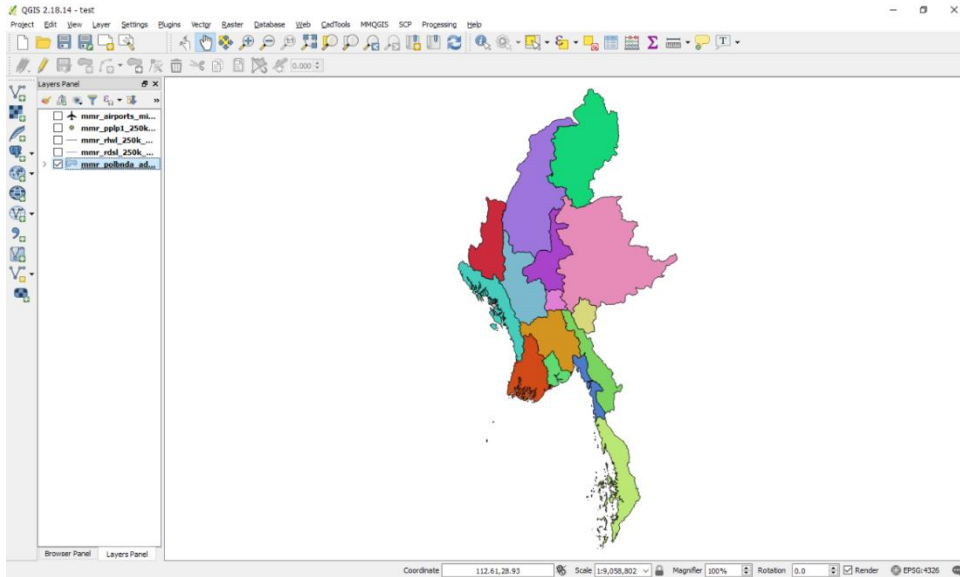 QGIS 2.18.14 - test
Project Edit View Layer Settings Plugins Vector Raster Database Web CadTools MMQGIS SCP Processing Help
0.000
Layers Panel
mmr_airports_mi...
mmr_pplp1_250k...
mmr_rlwl_250k_...
mmr_rdsl_250k_...
mmr_polbnda_ad...
Browser Panel Layers Panel
Coordinate 112.61,28.93 Scale 1:9,058,802 Magnifier 100% Rotation 0.0 Render EPSG:4326